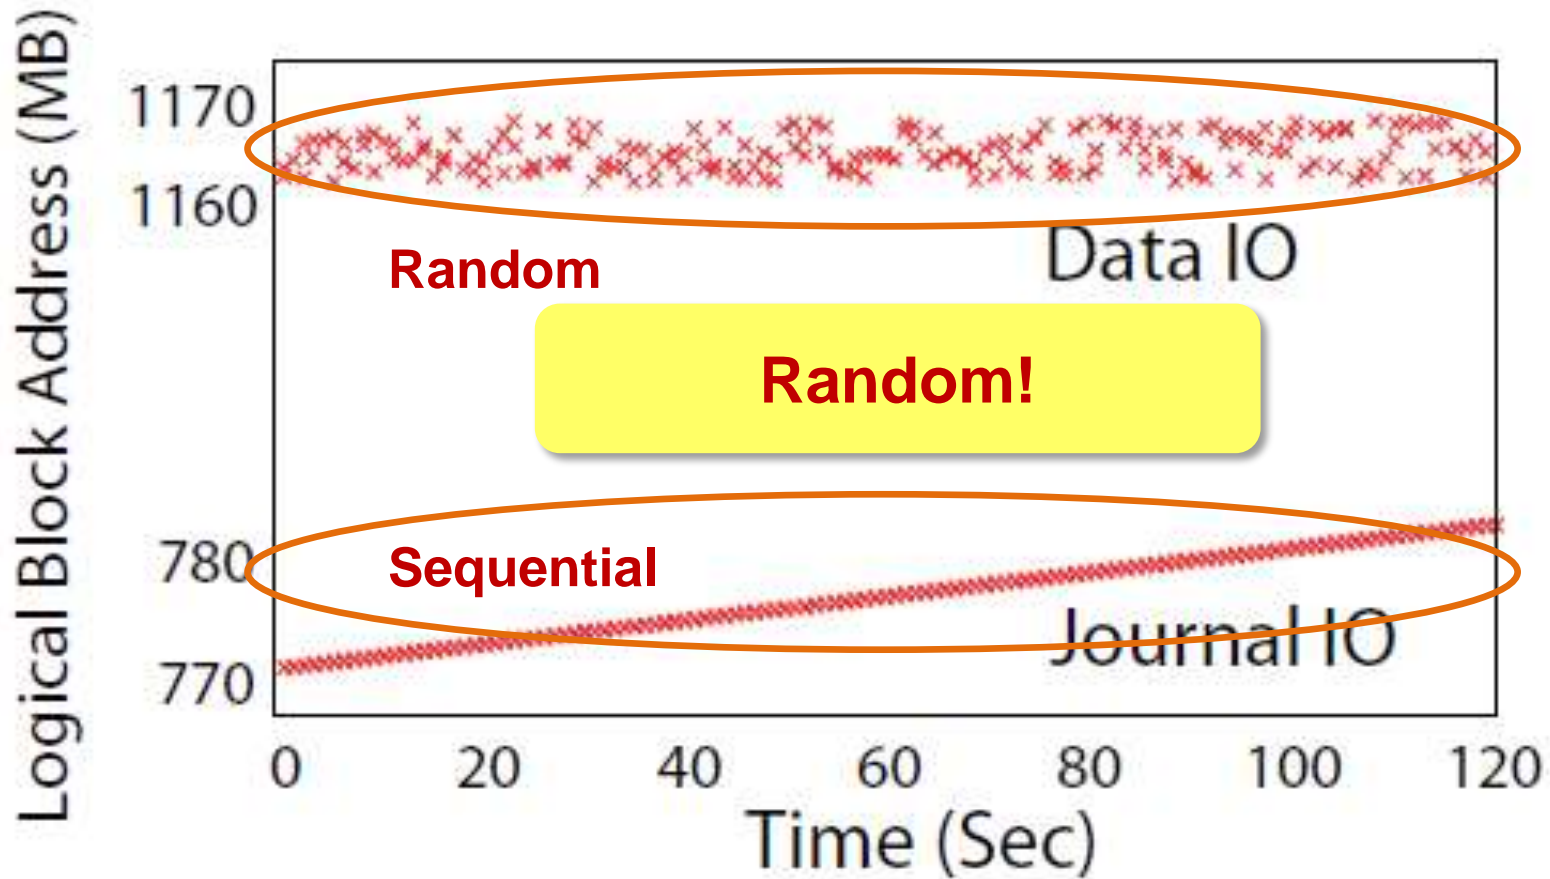 Logical Block Address (MB)
1170
1160
Data IO
Random
Random!
780
Sequential
Journal IO
770
0 20 40 60 80 100 120
Time (Sec)